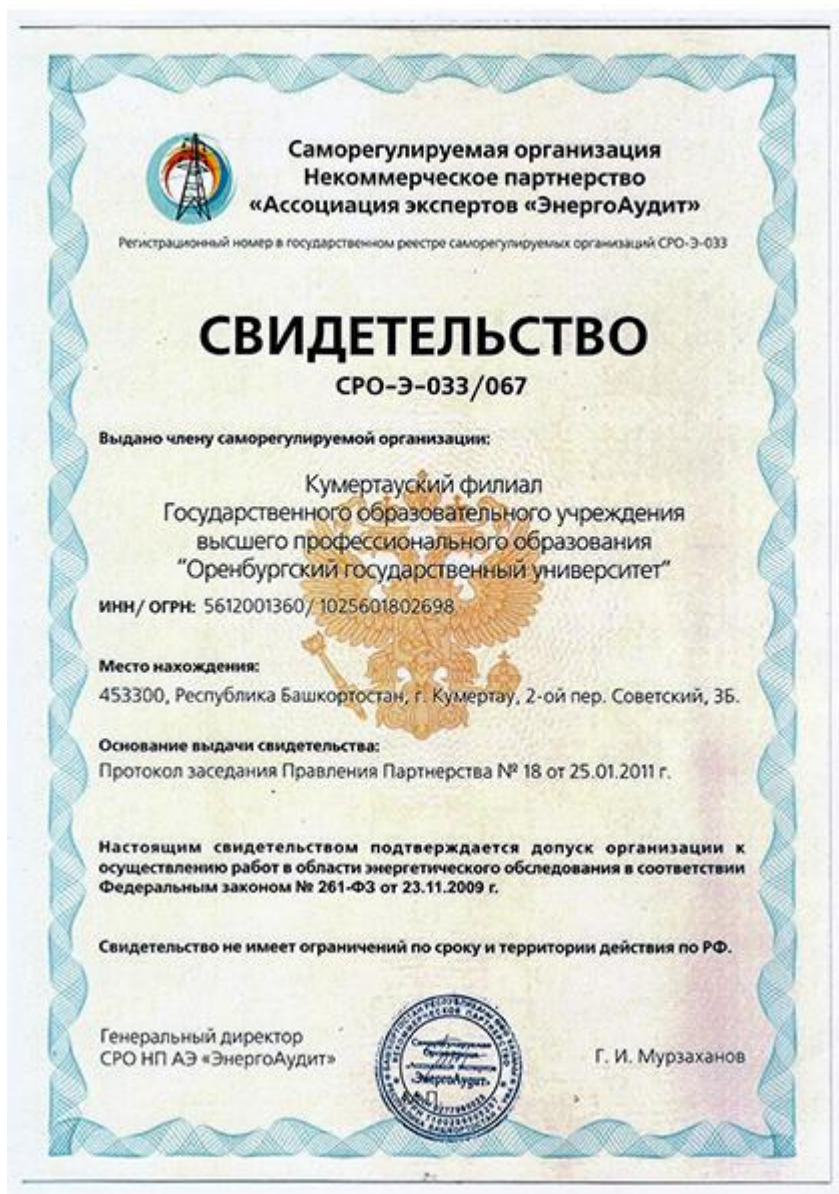 Саморегулируемая организация
Некоммерческое партнерство
«Ассоциация экспертов «ЭнергоАудит»
Регистрационный номер в государственном реестре саморегулируемых организаций СРО-Э-033
СВИДЕТЕЛЬСТВО
СРО-Э-033/067
Выдано члену саморегулируемой организации:
Кумертауский филиал
Государственного образовательного учреждения
высшего профессионального образования
"Оренбургский государственный университет"
ИНН/ ОГРН: 5612001360/ 1025601802698
Место нахождения:
453300, Республика Башкортостан, г. Кумертау, 2-ой пер. Советский, 3Б.
Основание выдачи свидетельства:
Протокол заседания Правления Партнерства № 18 от 25.01.2011 г.
Настоящим свидетельством подтверждается допуск организации к
осуществлению работ в области энергетического обследования в соответствии
Федеральным законом № 261-ФЗ от 23.11.2009 г.
Свидетельство не имеет ограничений по сроку и территории действия по РФ.
Генеральный директор
СРО НП АЭ «ЭнергоАудит»
Г. И. Мурзаханов
НЕКОММЕРЧЕСКОЕ ПАРТНЕРСТВО
Саморегулируемая
«ЭнергоАудит»